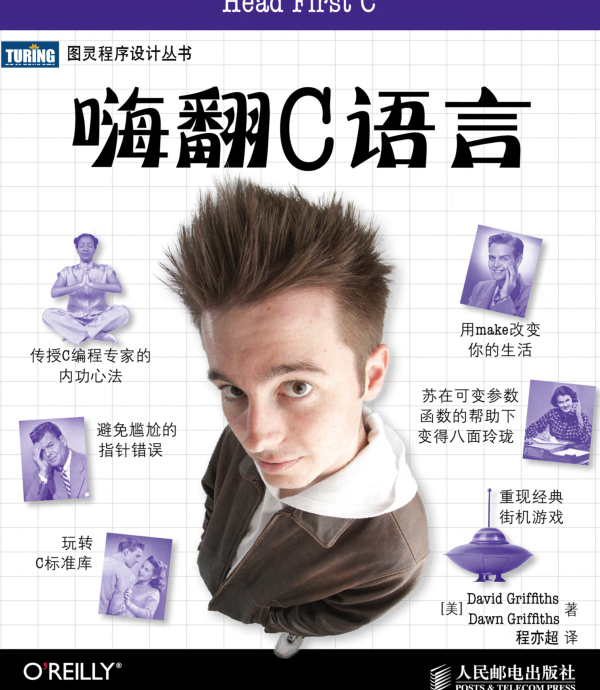 Head First C
TURING 图灵程序设计丛书
嗨翻C语言
传授C编程专家的
内功心法
用make改变
你的生活
避免尴尬的
指针错误
苏在可变参数
函数的帮助下
变得八面玲珑
重现经典
街机游戏
玩转
C标准库
[美] David Griffiths
Dawn Griffiths 著
程亦超 译
O'REILLY®
人民邮电出版社
POSTS & TELECOM PRESS